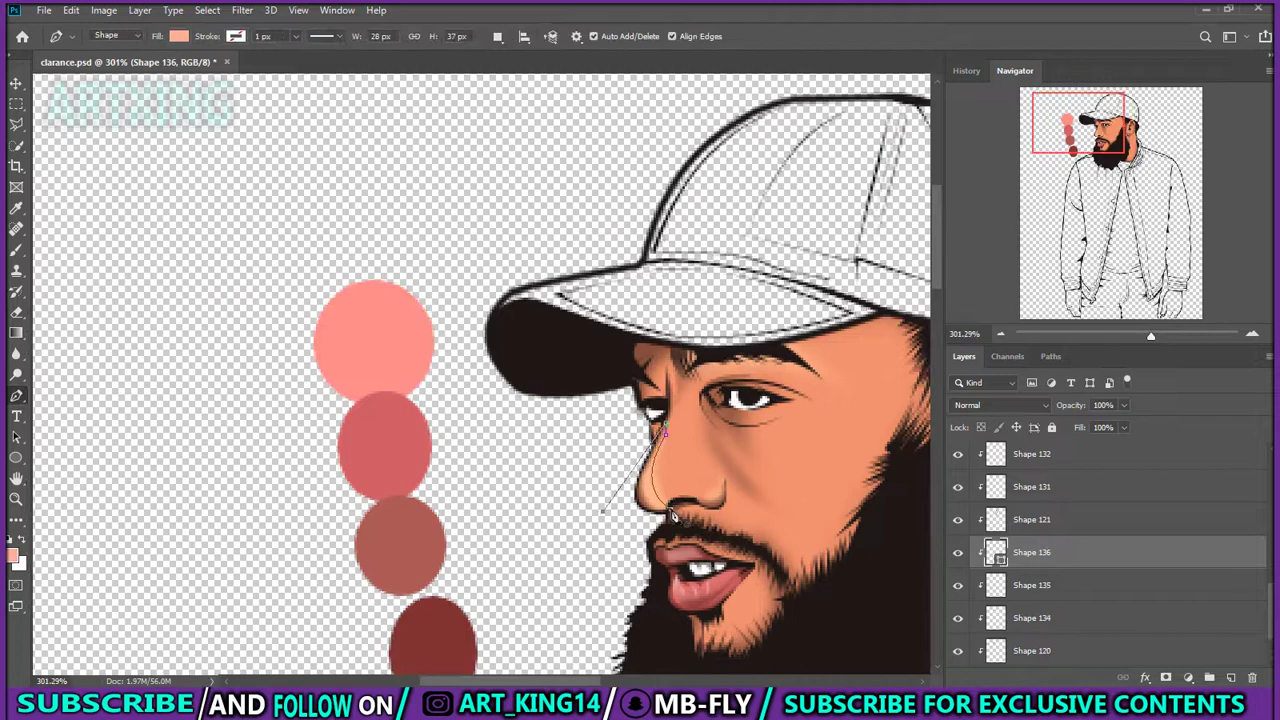 Ps File Edit Image Layer Type Select Filter 3D View Window Help
Shape Fill: Stroke: 1 px W: 28 px H: 37 px Auto Add/Delete Align Edges
clarance.psd @ 301% (Shape 136, RGB/8) *
History Navigator
301.29%
Layers Channels Paths
Kind
Normal Opacity: 100%
Lock: Fill: 100%
Shape 132
Shape 131
Shape 121
Shape 136
Shape 135
Shape 134
Shape 120
301.29% Doc: 1.97M/56.0M
SUBSCRIBE/AND FOLLOW ON / ART_KING14/ MB-FLY / SUBSCRIBE FOR EXCLUSIVE CONTENTS